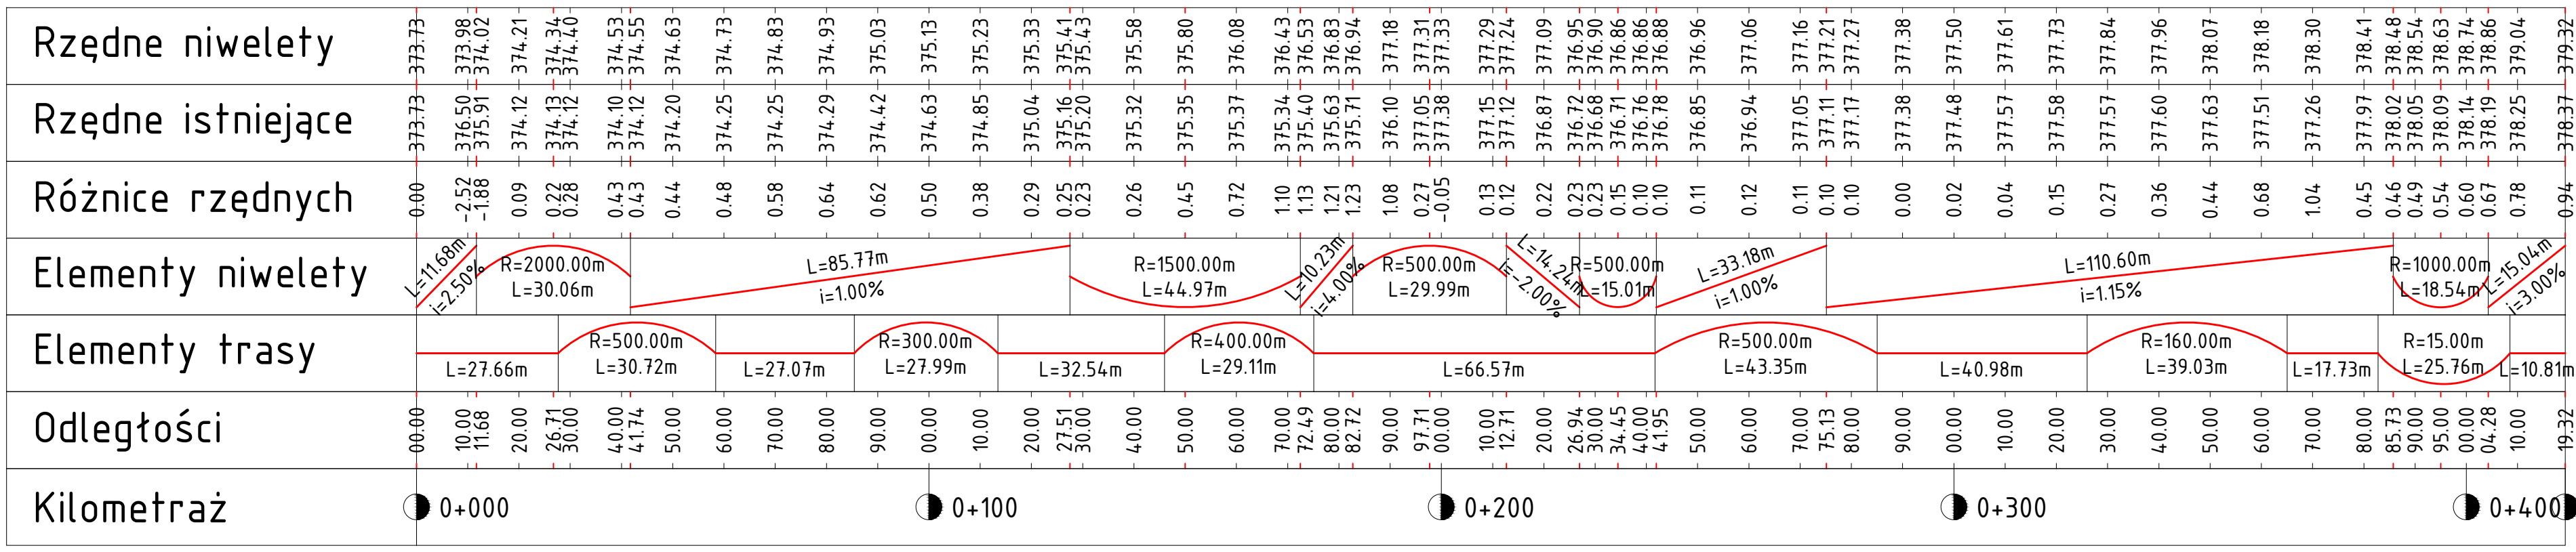 Rzędne niwelety 373.73 373.98 374.02 374.21 374.34 374.40 374.53 374.55 374.63 374.73 374.83 374.93 375.03 375.13 375.23 375.33 375.41 375.43 375.58 375.80 376.08 376.43 376.53 376.83 376.94 377.18 377.31 377.33 377.29 377.24 377.09 376.95 376.90 376.86 376.86 376.88 376.96 377.06 377.16 377.21 377.27 377.38 377.50 377.61 377.73 377.84 377.96 378.07 378.18 378.30 378.41 378.48 378.54 378.63 378.74 378.86 379.04 379.32
Rzędne istniejące 373.73 376.50 375.91 374.12 374.13 374.12 374.10 374.12 374.20 374.25 374.25 374.29 374.42 374.63 374.85 375.04 375.16 375.20 375.32 375.35 375.37 375.34 375.40 375.63 375.71 376.10 377.05 377.38 377.15 377.12 376.87 376.72 376.68 376.71 376.76 376.78 376.85 376.94 377.05 377.11 377.17 377.38 377.48 377.57 377.58 377.57 377.60 377.63 377.51 377.26 377.97 378.02 378.05 378.09 378.14 378.19 378.25 378.37
Różnice rzędnych 0.00 -2.52 -1.88 0.09 0.22 0.28 0.43 0.43 0.44 0.48 0.58 0.64 0.62 0.50 0.38 0.29 0.25 0.23 0.26 0.45 0.72 1.10 1.13 1.21 1.23 1.08 0.27 -0.05 0.13 0.12 0.22 0.23 0.23 0.15 0.10 0.10 0.11 0.12 0.11 0.10 0.10 0.00 0.02 0.04 0.15 0.27 0.36 0.44 0.68 1.04 0.45 0.46 0.49 0.54 0.60 0.67 0.78 0.94
Elementy niwelety
L=11.68m
i=2.50%
R=2000.00m
L=30.06m
L=85.77m
i=1.00%
R=1500.00m
L=44.97m
L=10.23m
i=4.00%
R=500.00m
L=29.99m
L=14.24m
i=-2.00%
R=500.00m
L=15.01m
L=33.18m
i=1.00%
L=110.60m
i=1.15%
R=1000.00m
L=18.54m
L=15.04m
i=3.00%
Elementy trasy
L=27.66m
R=500.00m
L=30.72m
L=27.07m
R=300.00m
L=27.99m
L=32.54m
R=400.00m
L=29.11m
L=66.57m
R=500.00m
L=43.35m
L=40.98m
R=160.00m
L=39.03m
L=17.73m
R=15.00m
L=25.76m
L=10.81m
Odległości 00.00 10.00 11.68 20.00 26.71 30.00 40.00 41.74 50.00 60.00 70.00 80.00 90.00 00.00 10.00 20.00 27.51 30.00 40.00 50.00 60.00 70.00 72.49 80.00 82.72 90.00 97.71 00.00 10.00 12.71 20.00 26.94 30.00 34.45 40.00 41.95 50.00 60.00 70.00 75.13 80.00 90.00 00.00 10.00 20.00 30.00 40.00 50.00 60.00 70.00 80.00 85.73 90.00 95.00 00.00 04.28 10.00 19.32
Kilometraż 0+000 0+100 0+200 0+300 0+400